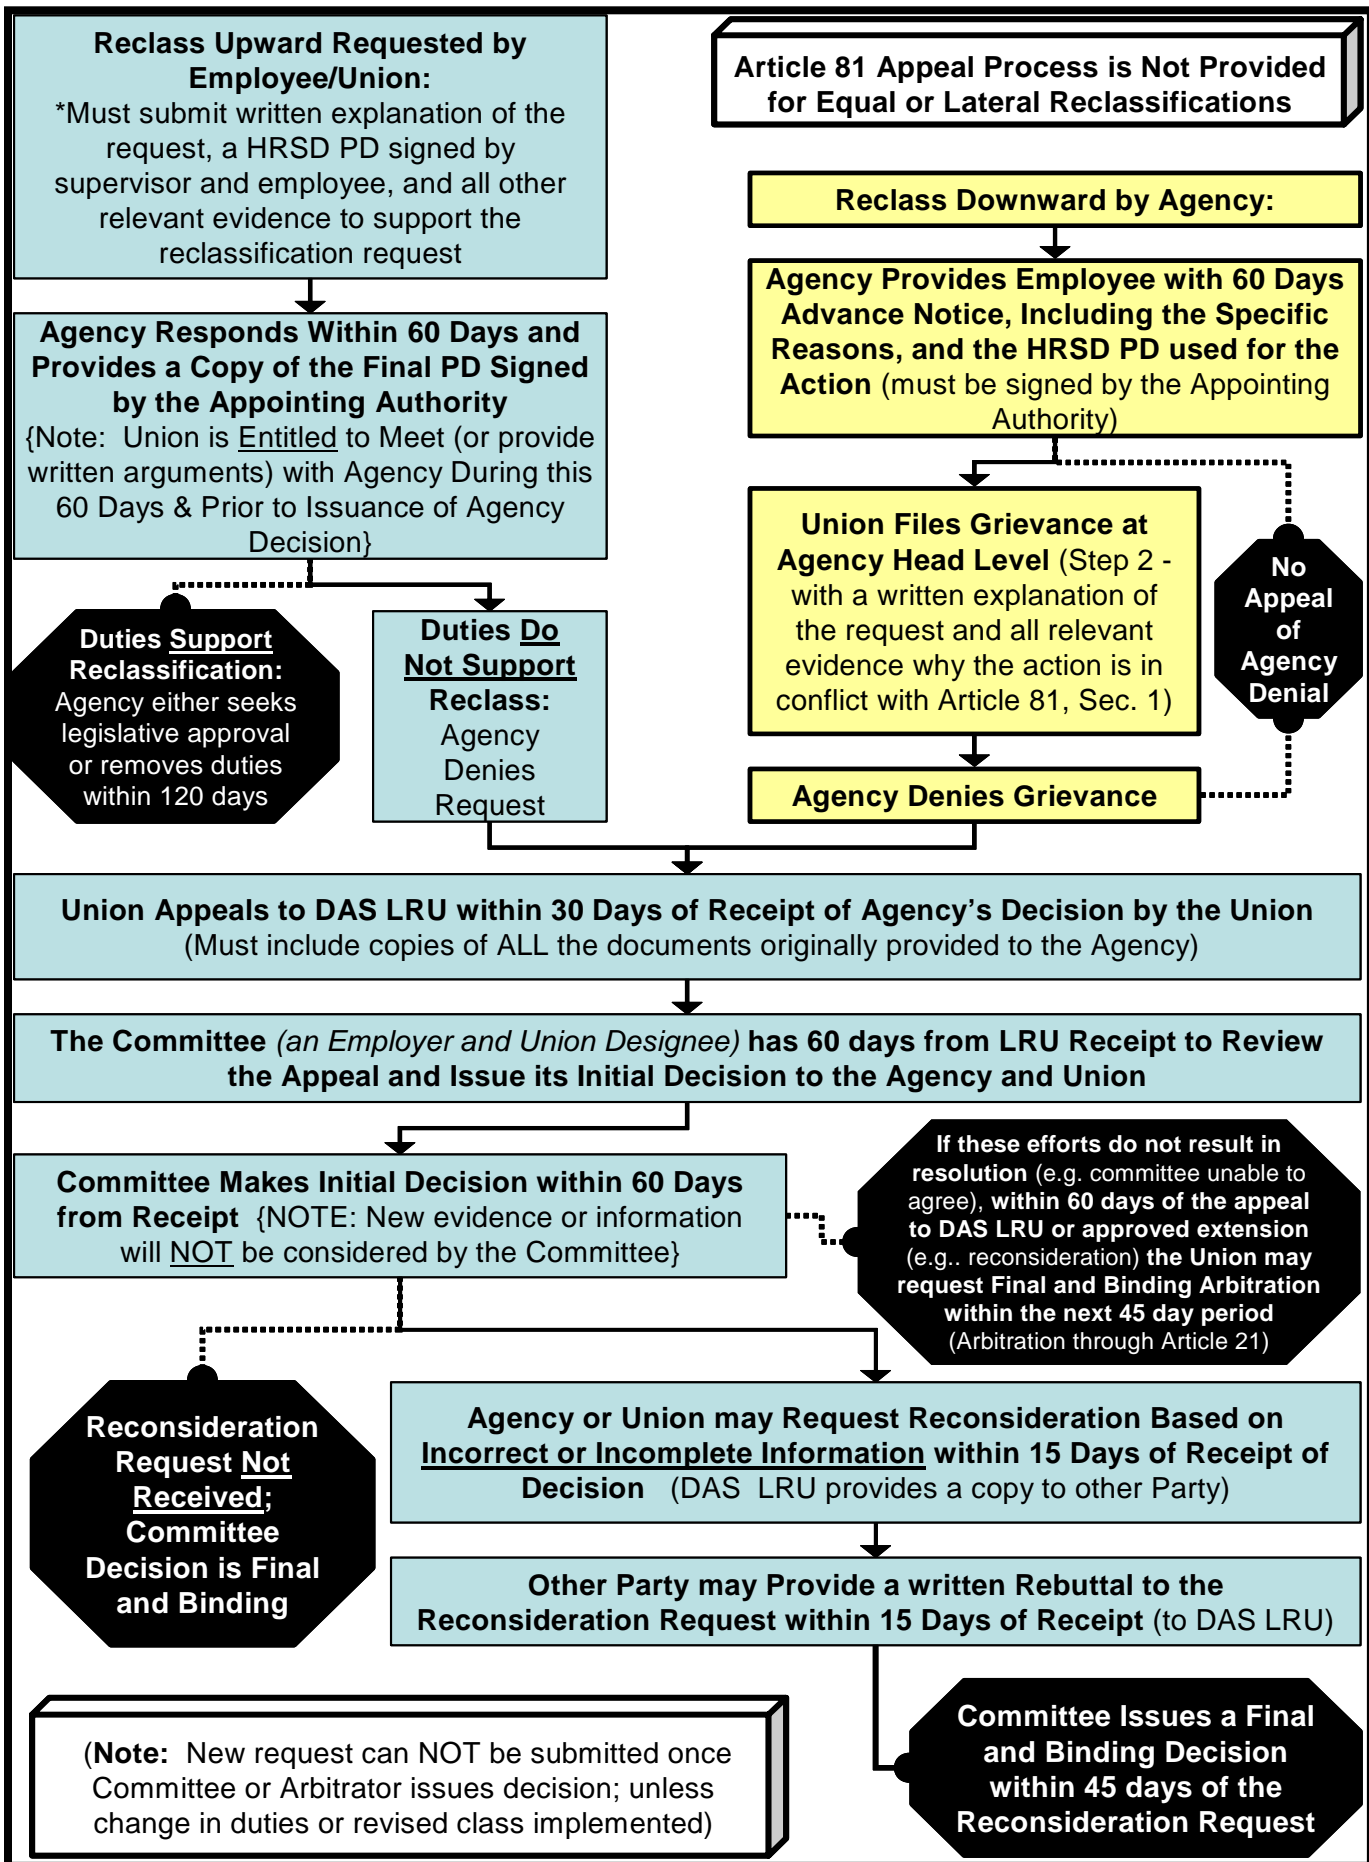 Reclass Upward Requested by
Employee/Union:
*Must submit written explanation of the
request, a HRSD PD signed by
supervisor and employee, and all other
relevant evidence to support the
reclassification request
Article 81 Appeal Process is Not Provided
for Equal or Lateral Reclassifications
Reclass Downward by Agency:
Agency Provides Employee with 60 Days
Advance Notice, Including the Specific
Reasons, and the HRSD PD used for the
Action (must be signed by the Appointing
Authority)
Agency Responds Within 60 Days and
Provides a Copy of the Final PD Signed
by the Appointing Authority
{Note:  Union is Entitled to Meet (or provide
written arguments) with Agency During this
60 Days & Prior to Issuance of Agency
Decision}
Union Files Grievance at
Agency Head Level (Step 2 -
with a written explanation of
the request and all relevant
evidence why the action is in
conflict with Article 81, Sec. 1)
No
Appeal
of
Agency
Denial
Duties Support
Reclassification:
Agency either seeks
legislative approval
or removes duties
within 120 days
Duties Do
Not Support
Reclass:
Agency
Denies
Request
Agency Denies Grievance
Union Appeals to DAS LRU within 30 Days of Receipt of Agency’s Decision by the Union
(Must include copies of ALL the documents originally provided to the Agency)
The Committee (an Employer and Union Designee) has 60 days from LRU Receipt to Review
the Appeal and Issue its Initial Decision to the Agency and Union
Committee Makes Initial Decision within 60 Days
from Receipt  {NOTE: New evidence or information
will NOT be considered by the Committee}
If these efforts do not result in
resolution (e.g. committee unable to
agree), within 60 days of the appeal
to DAS LRU or approved extension
(e.g.. reconsideration) the Union may
request Final and Binding Arbitration
within the next 45 day period
(Arbitration through Article 21)
Reconsideration
Request Not
Received;
Committee
Decision is Final
and Binding
Agency or Union may Request Reconsideration Based on
Incorrect or Incomplete Information within 15 Days of Receipt of
Decision   (DAS  LRU provides a copy to other Party)
Other Party may Provide a written Rebuttal to the
Reconsideration Request within 15 Days of Receipt (to DAS LRU)
(Note:  New request can NOT be submitted once
Committee or Arbitrator issues decision; unless
change in duties or revised class implemented)
Committee Issues a Final
and Binding Decision
within 45 days of the
Reconsideration Request